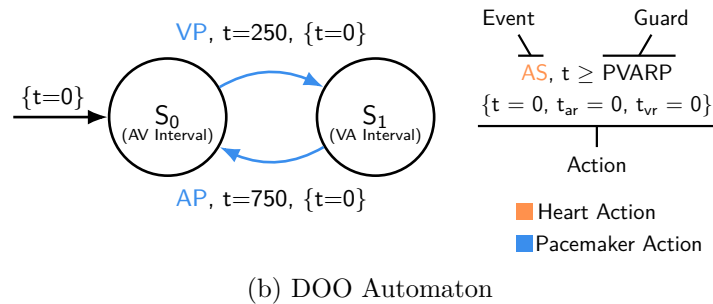 VP, t=250, {t=0}
{t=0}
S0
(AV Interval)
S1
(VA Interval)
AP, t=750, {t=0}
Event
Guard
AS, t ≥ PVARP
{t = 0, tar = 0, tvr = 0}
Action
Heart Action
Pacemaker Action
(b) DOO Automaton